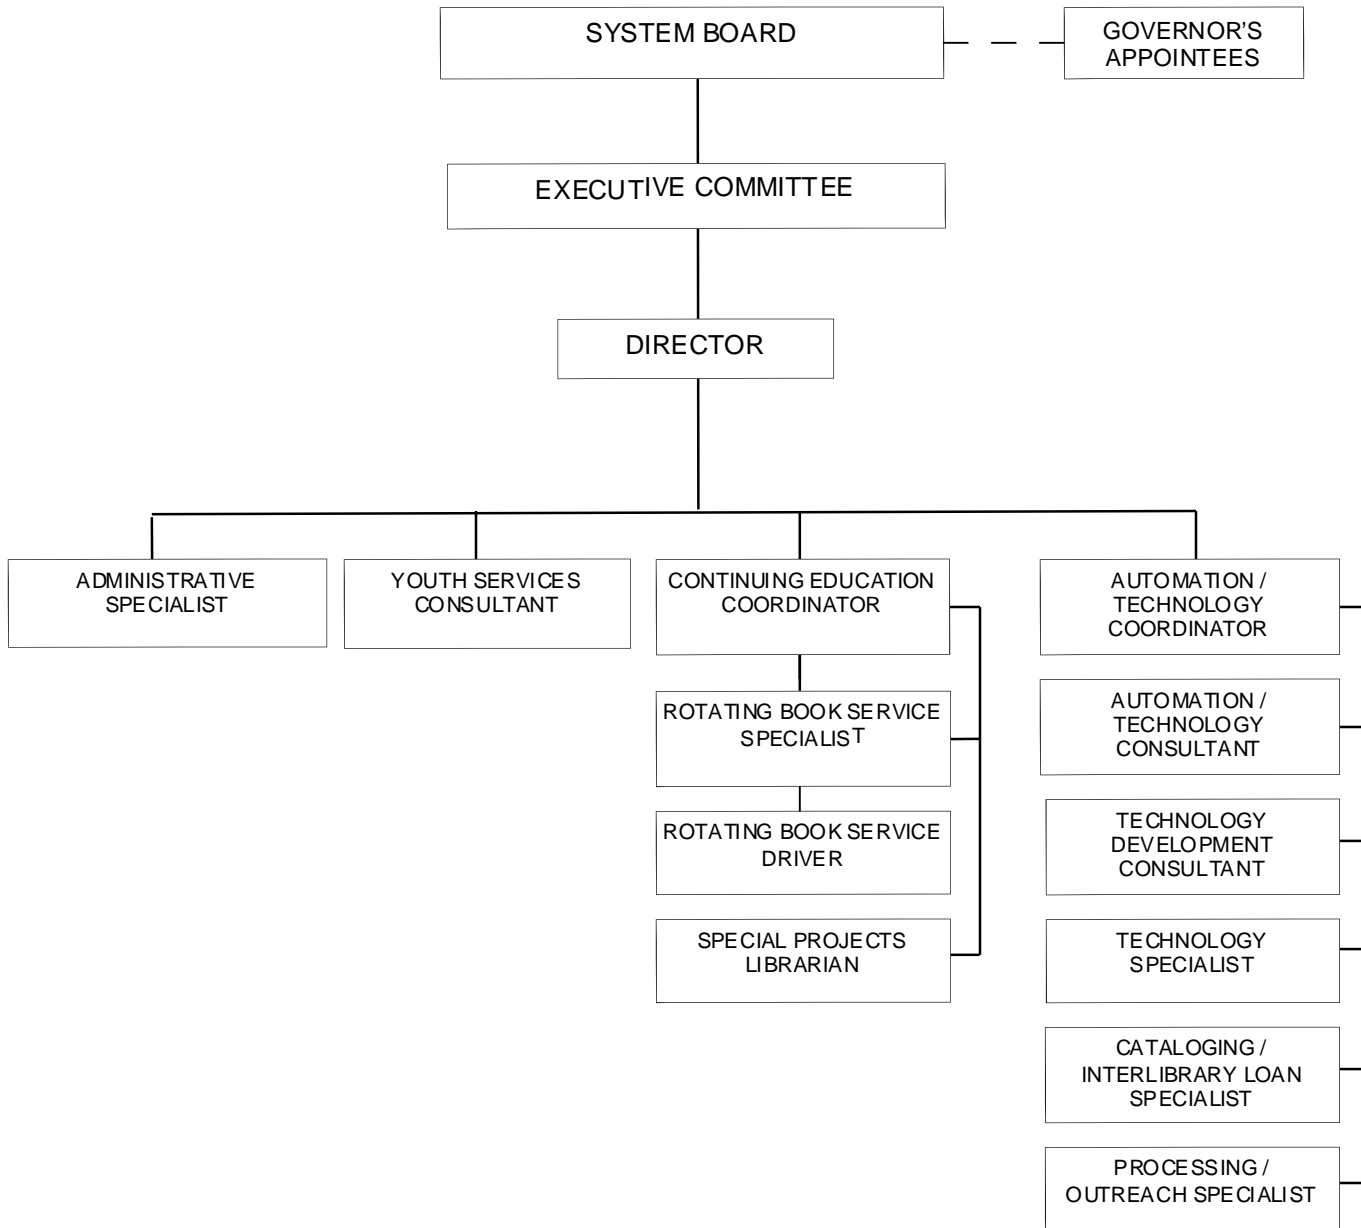 SYSTEM BOARD
GOVERNOR'S
APPOINTEES
EXECUTIVE COMMITTEE
DIRECTOR
ADMINISTRATIVE
SPECIALIST
YOUTH SERVICES
CONSULTANT
CONTINUING EDUCATION
COORDINATOR
ROTATING BOOK SERVICE
SPECIALIST
ROTATING BOOK SERVICE
DRIVER
SPECIAL PROJECTS
LIBRARIAN
AUTOMATION /
TECHNOLOGY
COORDINATOR
AUTOMATION /
TECHNOLOGY
CONSULTANT
TECHNOLOGY
DEVELOPMENT
CONSULTANT
TECHNOLOGY
SPECIALIST
CATALOGING /
INTERLIBRARY LOAN
SPECIALIST
PROCESSING /
OUTREACH SPECIALIST